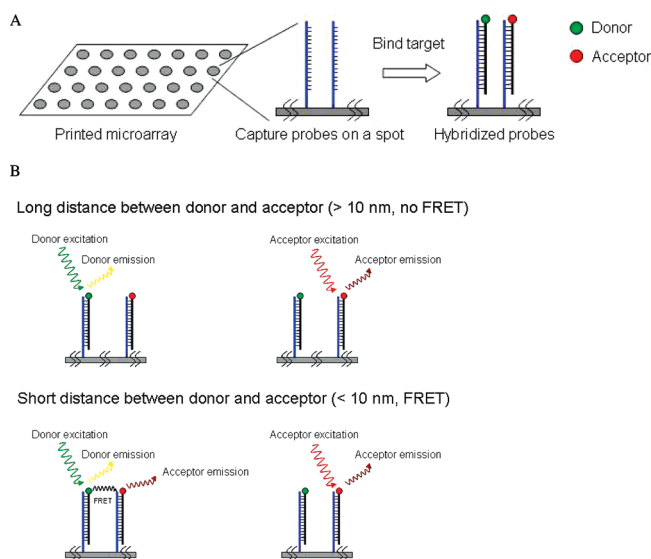 A
Donor
Acceptor
Bind target
Printed microarray
Capture probes on a spot
Hybridized probes
B
Long distance between donor and acceptor (> 10 nm, no FRET)
Donor excitation
Donor emission
Acceptor excitation
Acceptor emission
Short distance between donor and acceptor (< 10 nm, FRET)
Donor excitation
Donor emission
Acceptor emission
FRET
Acceptor excitation
Acceptor emission